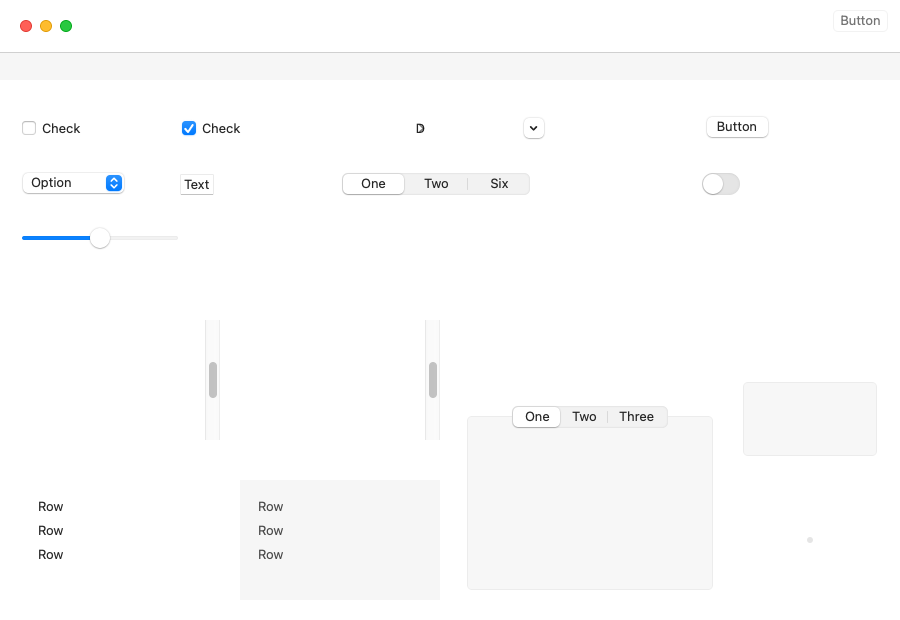 Button
Check
Check
D
Button
Option
Text
One Two Six
One Two Three
Row
Row
Row
Row
Row
Row